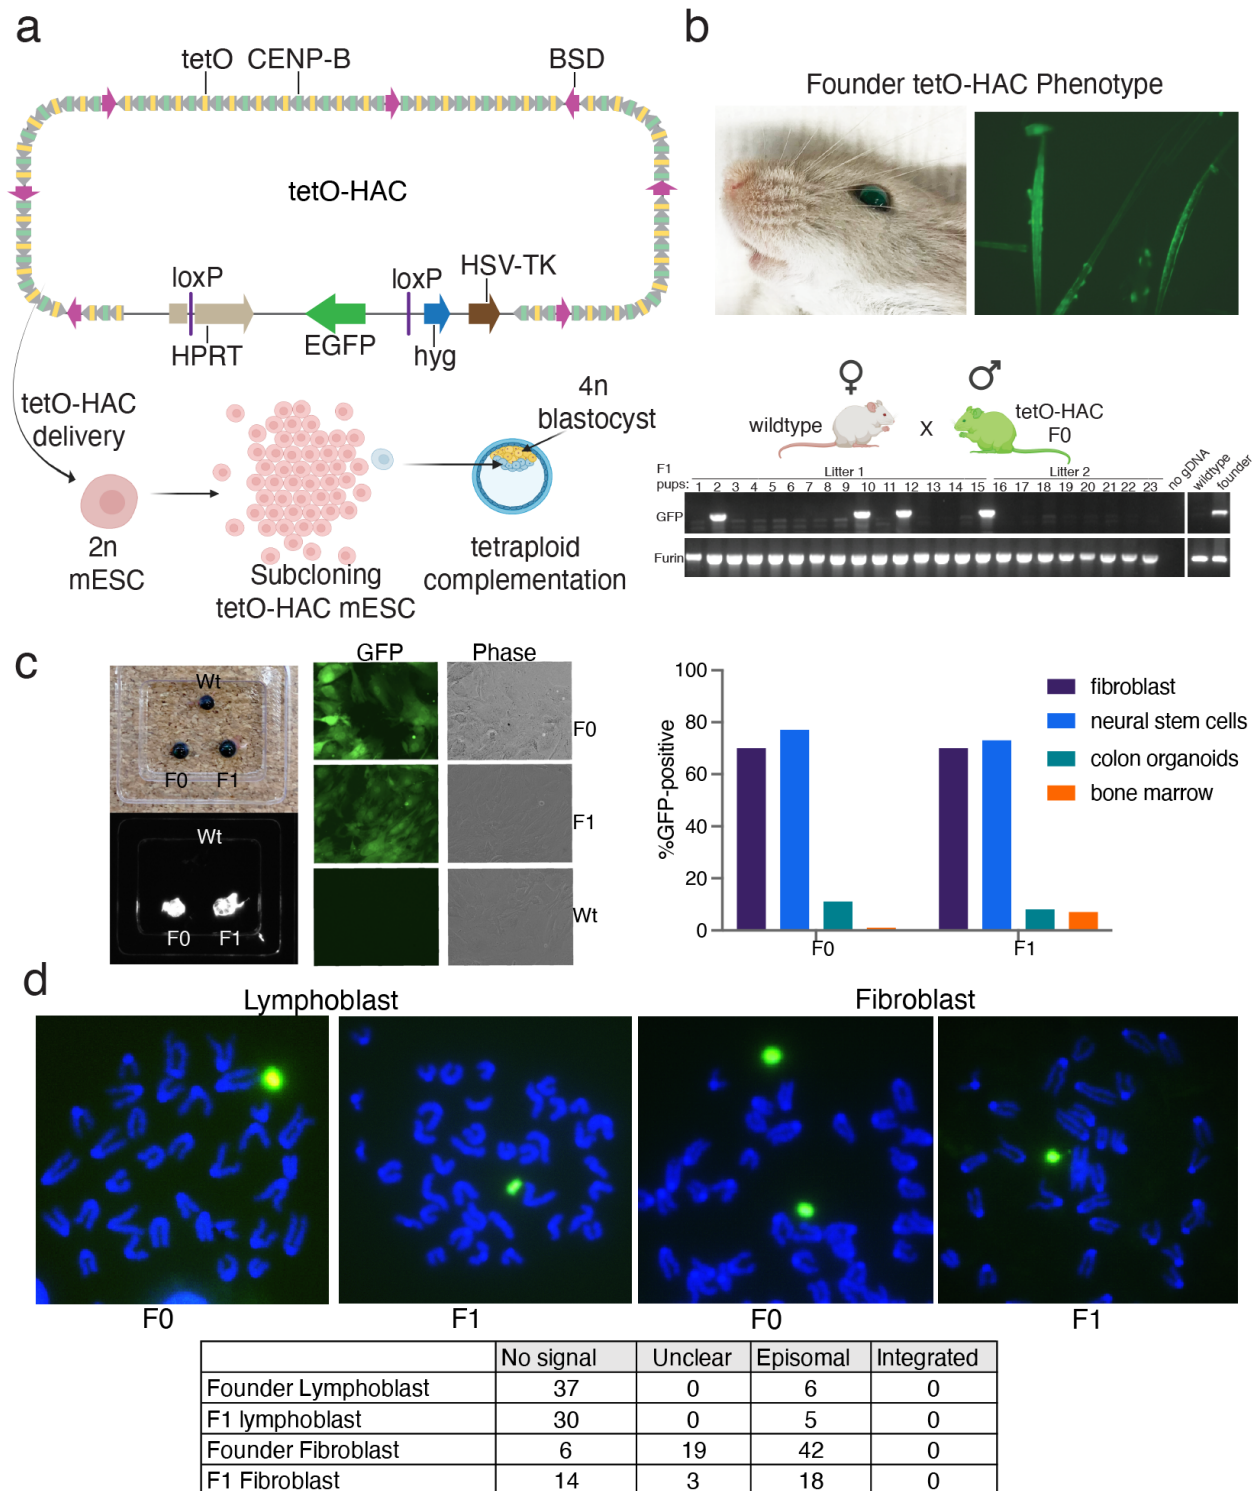 a
tetO CENP-B BSD
tetO-HAC
loxP loxP HSV-TK
HPRT EGFP hyg
tetO-HAC
delivery
4n
blastocyst
2n
mESC
Subcloning
tetO-HAC mESC
tetraploid
complementation
b
Founder tetO-HAC Phenotype
♀ ♂
wildtype X tetO-HAC
F0
F1
pups:
Litter 1 Litter 2
1 2 3 4 5 6 7 8 9 10 11 12 13 14 15 16 17 18 19 20 21 22 23 no gDNA wildtype founder
GFP
Furin
c
Wt
F0 F1
Wt
F0 F1
GFP Phase
F0
F1
Wt
%GFP-positive
100
80
60
40
20
0
F0 F1
fibroblast
neural stem cells
colon organoids
bone marrow
d
Lymphoblast Fibroblast
F0 F1 F0 F1
No signal Unclear Episomal Integrated
Founder Lymphoblast 37 0 6 0
F1 lymphoblast 30 0 5 0
Founder Fibroblast 6 19 42 0
F1 Fibroblast 14 3 18 0